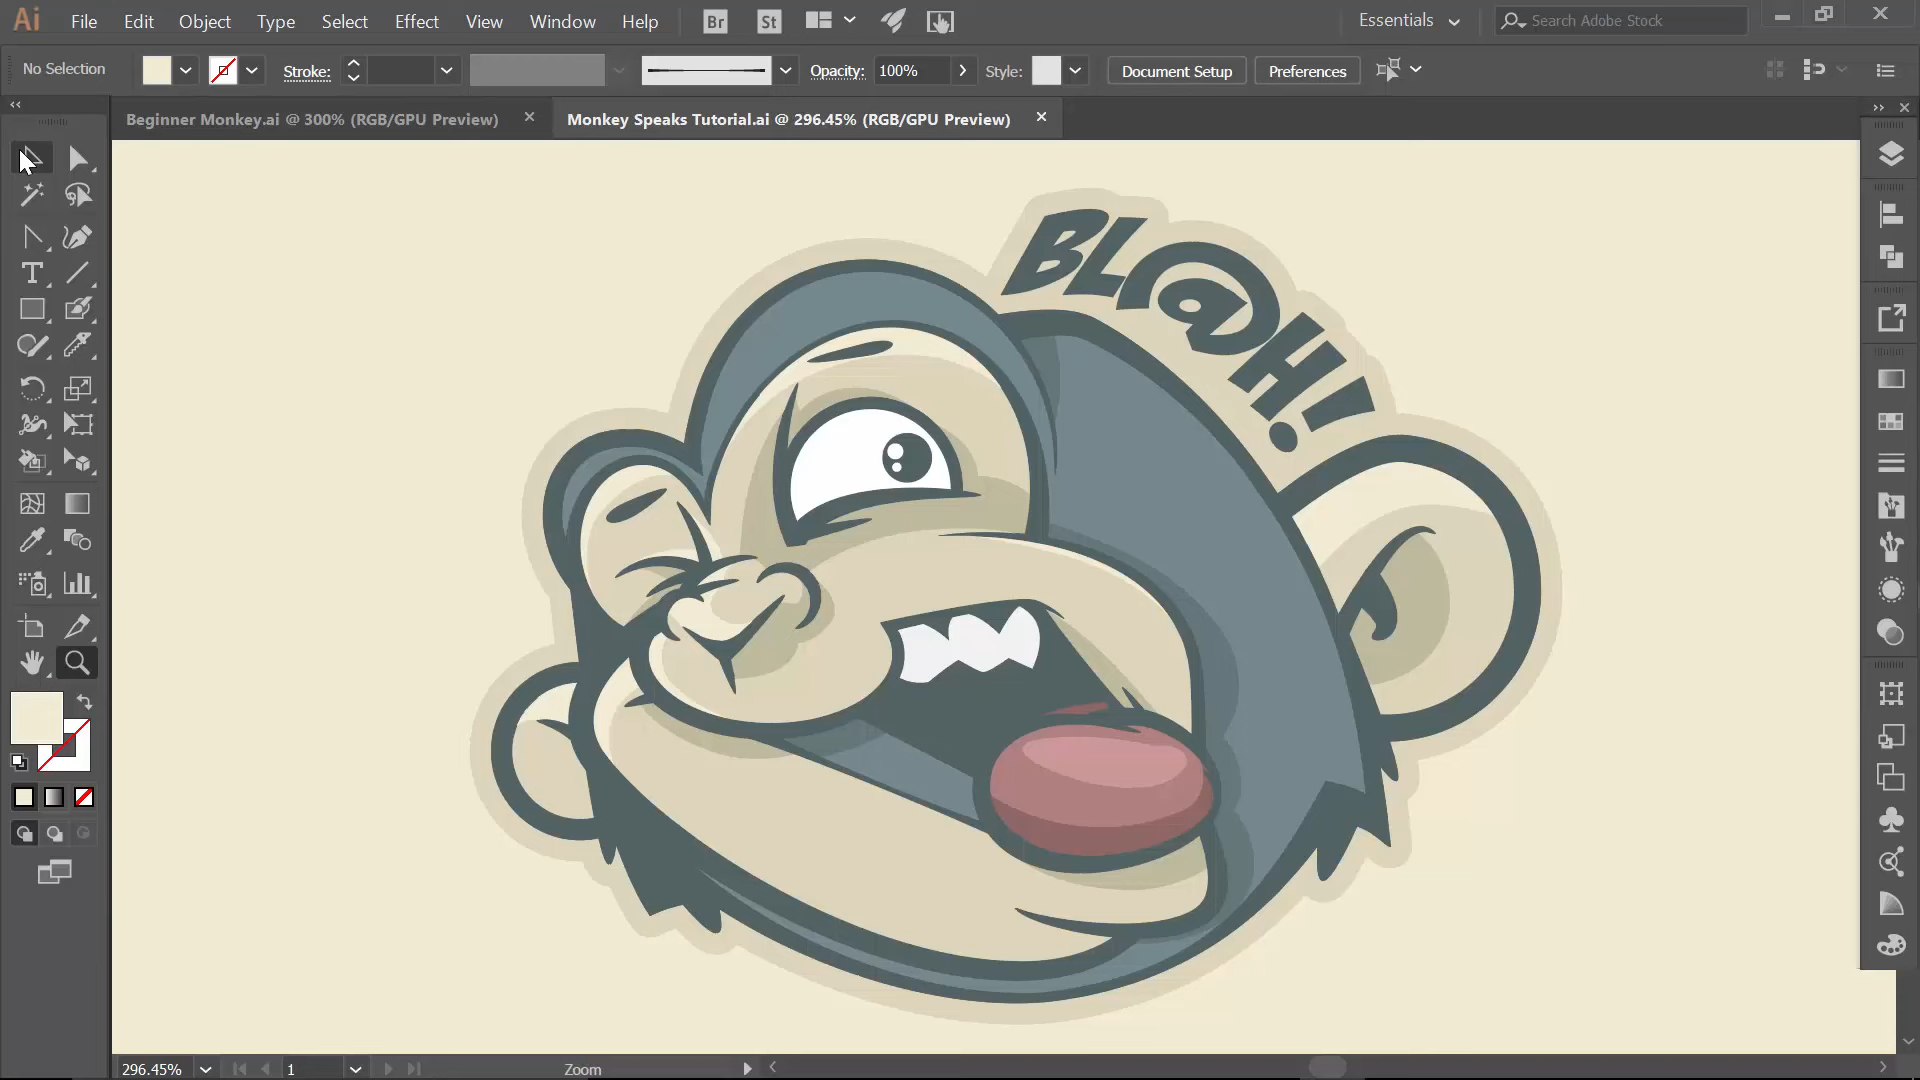 Ai File Edit Object Type Select Effect View Window Help Br St Essentials Search Adobe Stock
No Selection Stroke: Opacity: 100% Style: Document Setup Preferences
Beginner Monkey.ai @ 300% (RGB/GPU Preview) Monkey Speaks Tutorial.ai @ 296.45% (RGB/GPU Preview)
BL@H!
296.45% 1 Zoom